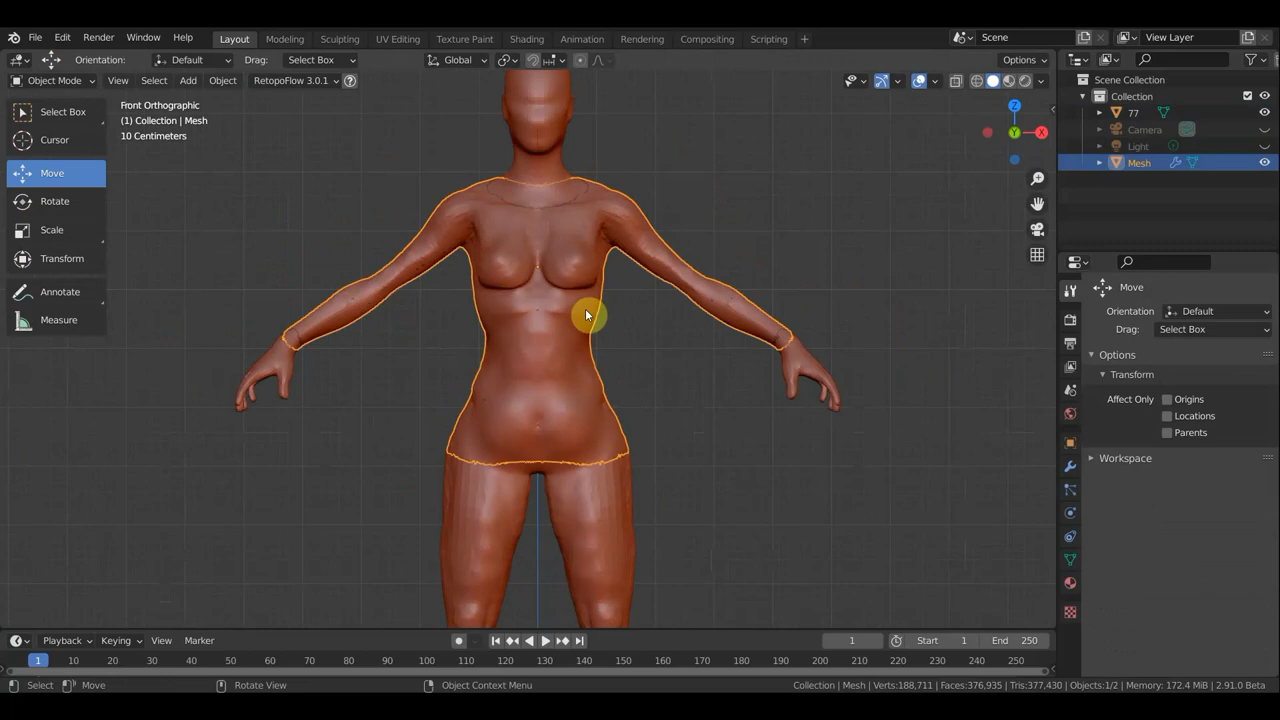 File Edit Render Window Help Layout Modeling Sculpting UV Editing Texture Paint Shading Animation Rendering Compositing Scripting + Scene View Layer
Orientation: Default Drag: Select Box Global Options
Object Mode View Select Add Object RetopoFlow 3.0.1
Scene Collection
Collection
77
Camera
Light
Mesh
Front Orthographic
(1) Collection | Mesh
10 Centimeters
X
Y
Z
Select Box
Cursor
Move
Rotate
Scale
Transform
Annotate
Measure
Move
Orientation Default
Drag: Select Box
Options
Transform
Affect Only Origins
Locations
Parents
Workspace
Playback Keying View Marker 1 Start 1 End 250
1 10 20 30 40 50 60 70 80 90 100 110 120 130 140 150 160 170 180 190 200 210 220 230 240 250
Select Move Rotate View Object Context Menu Collection | Mesh | Verts:188,711 | Faces:376,935 | Tris:377,430 | Objects:1/2 | Memory: 172.4 MiB | 2.91.0 Beta